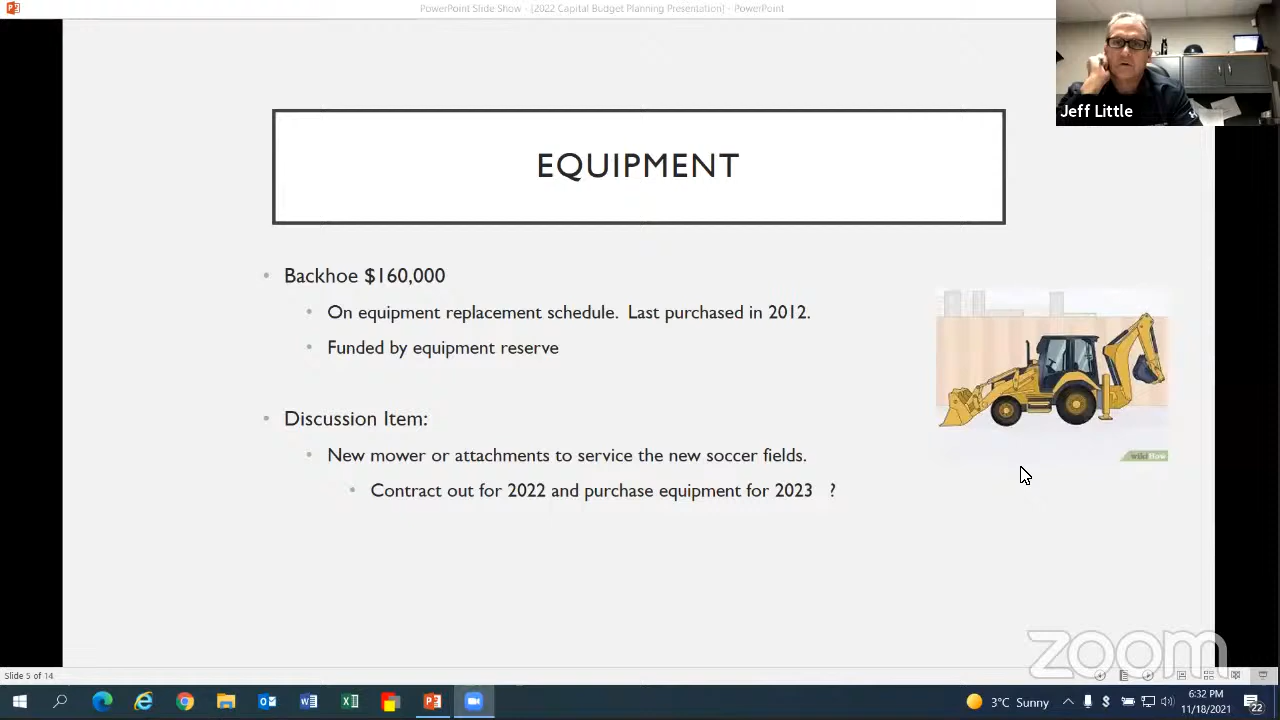 PowerPoint Slide Show - [2022 Capital Budget Planning Presentation] - PowerPoint
Jeff Little
EQUIPMENT
Backhoe $160,000
On equipment replacement schedule. Last purchased in 2012.
Funded by equipment reserve
Discussion Item:
New mower or attachments to service the new soccer fields.
Contract out for 2022 and purchase equipment for 2023 ?
wikiHow
zoom
Slide 5 of 14
3°C Sunny
6:32 PM
11/18/2021
22